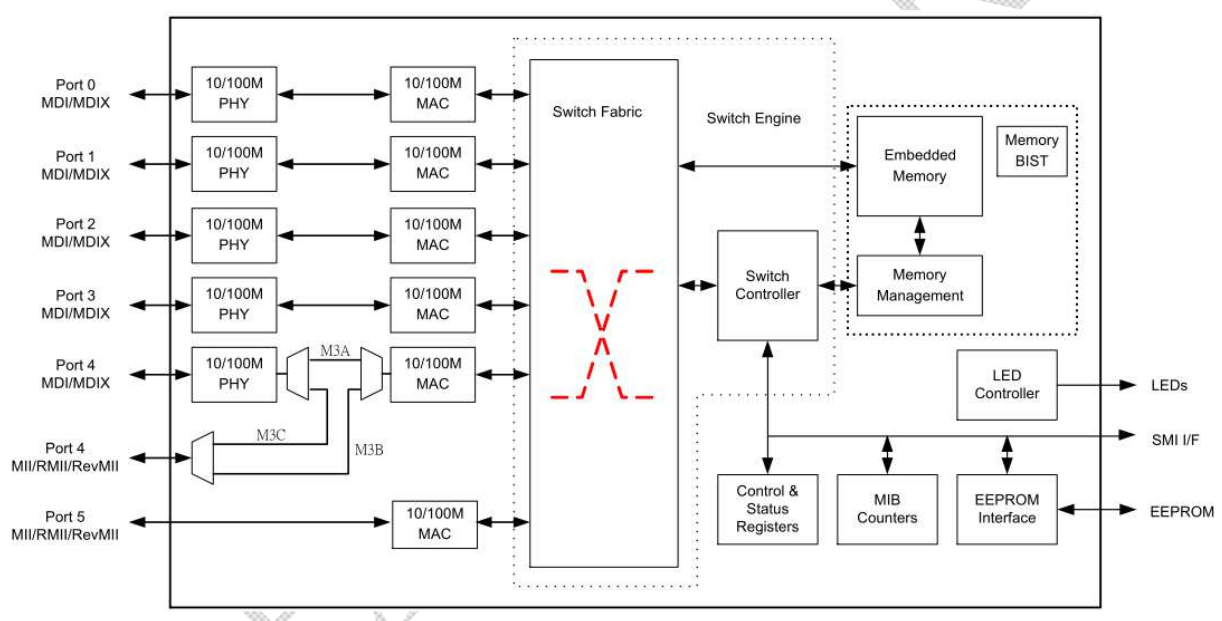 Port 0
MDI/MDIX
10/100M
PHY
10/100M
MAC
Port 1
MDI/MDIX
10/100M
PHY
10/100M
MAC
Port 2
MDI/MDIX
10/100M
PHY
10/100M
MAC
Port 3
MDI/MDIX
10/100M
PHY
10/100M
MAC
Port 4
MDI/MDIX
10/100M
PHY
M3A
10/100M
MAC
Port 4
MII/RMII/RevMII
M3C
M3B
Port 5
MII/RMII/RevMII
10/100M
MAC
Switch Fabric
Switch Engine
Embedded
Memory
Memory
BIST
Switch
Controller
Memory
Management
LED
Controller
LEDs
SMI I/F
Control &
Status
Registers
MIB
Counters
EEPROM
Interface
EEPROM